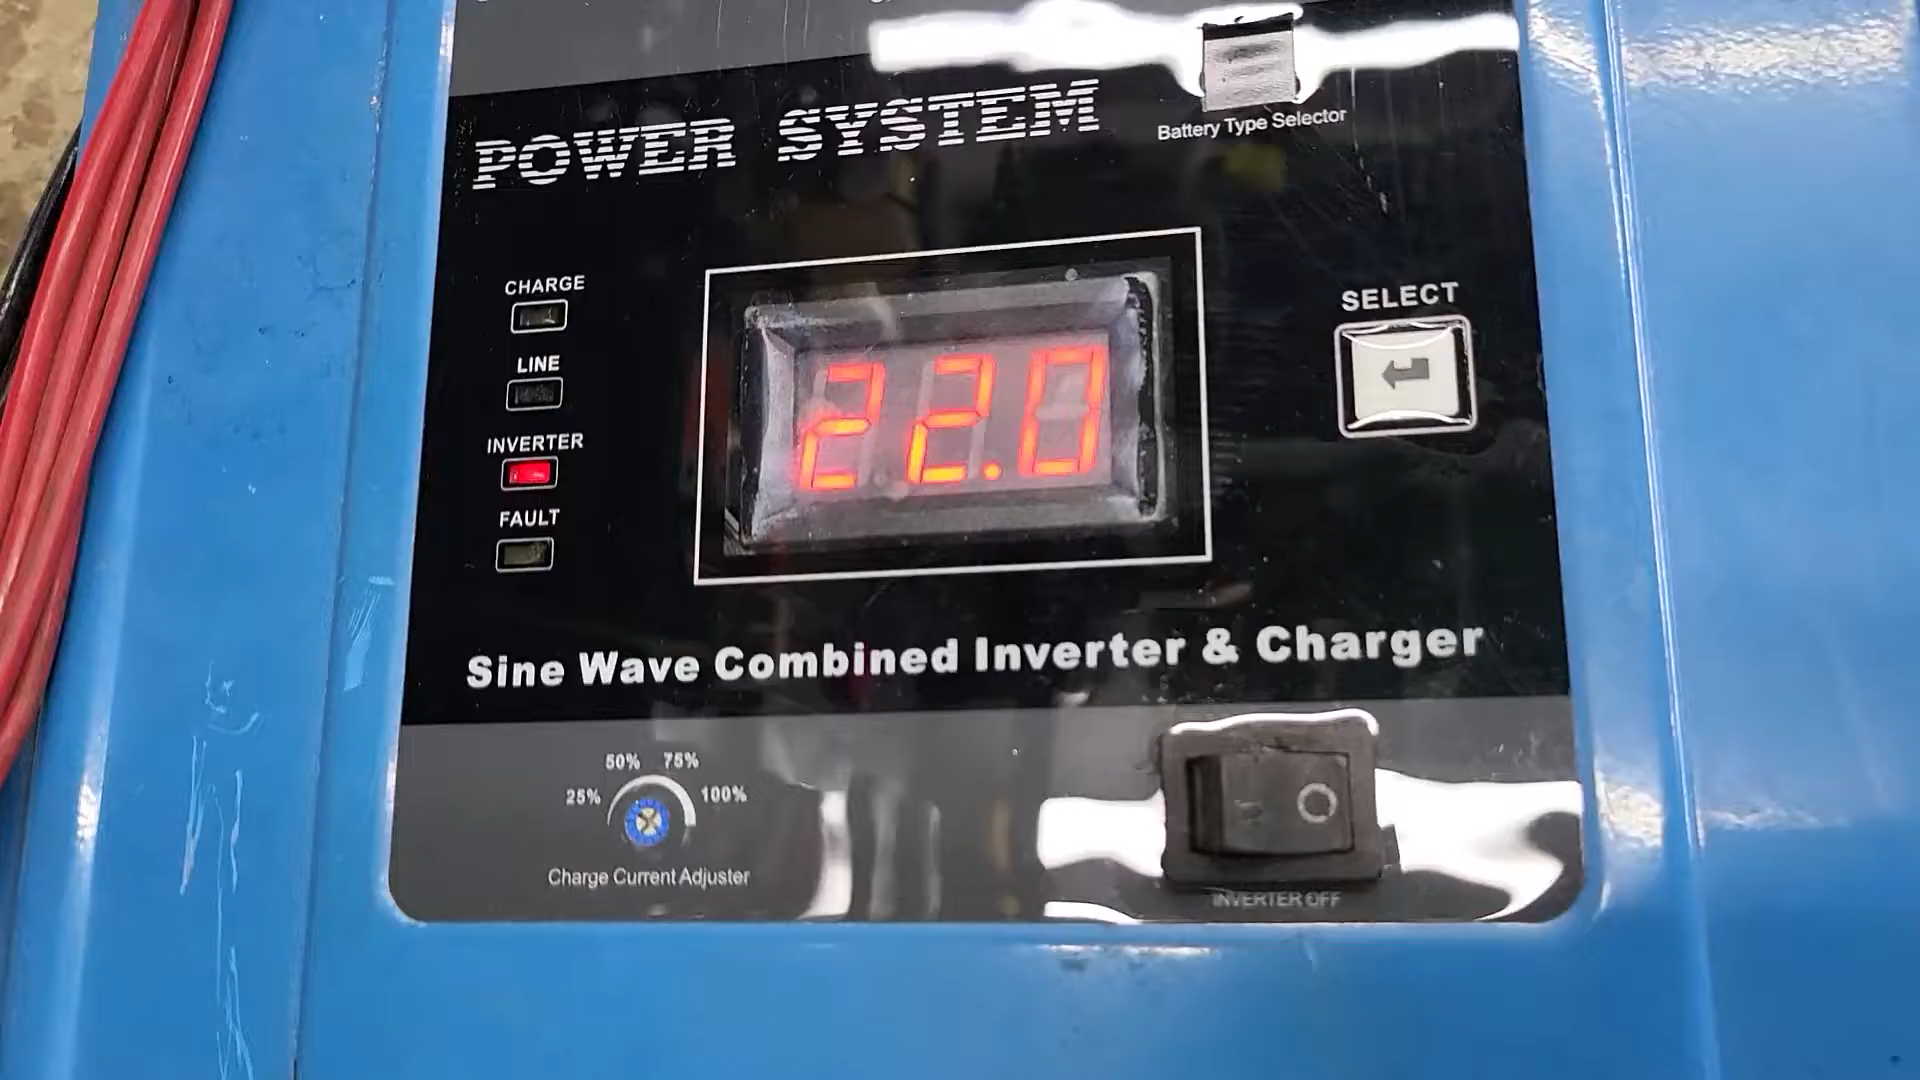 POWER SYSTEM
Battery Type Selector
CHARGE
LINE
INVERTER
FAULT
22.0
SELECT
Sine Wave Combined Inverter & Charger
25% 50% 75% 100%
Charge Current Adjuster
INVERTER OFF